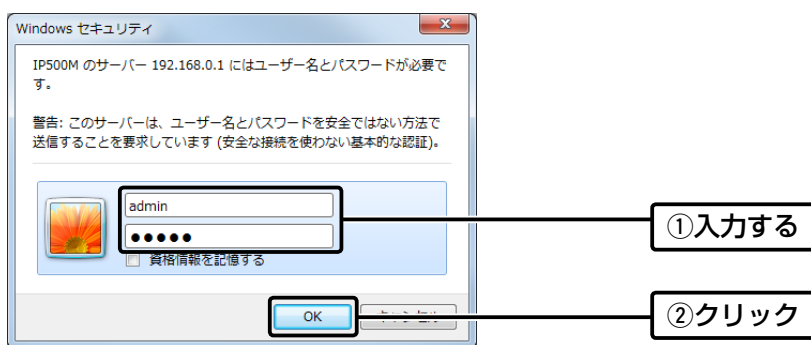 Windows セキュリティ
x
IP500M のサーバー 192.168.0.1 にはユーザー名とパスワードが必要で
す。
警告: このサーバーは、ユーザー名とパスワードを安全ではない方法で
送信することを要求しています (安全な接続を使わない基本的な認証)。
admin
●●●●●
①入力する
資格情報を記憶する
OK
キャンセル
②クリック